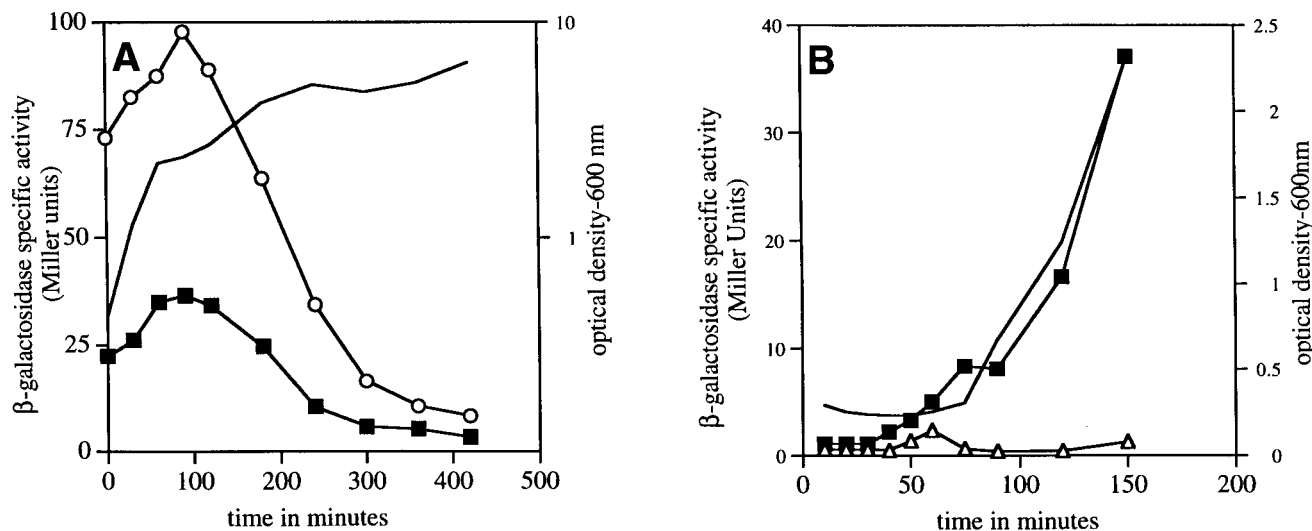 A
100
75
50
25
0
β-galactosidase specific activity
(Miller units)
0 100 200 300 400 500
time in minutes
10
1
optical density-600 nm
B
40
30
20
10
0
β-galactosidase specific activity
(Miller Units)
0 50 100 150 200
time in minutes
2.5
2
1.5
1
0.5
0
optical density-600nm